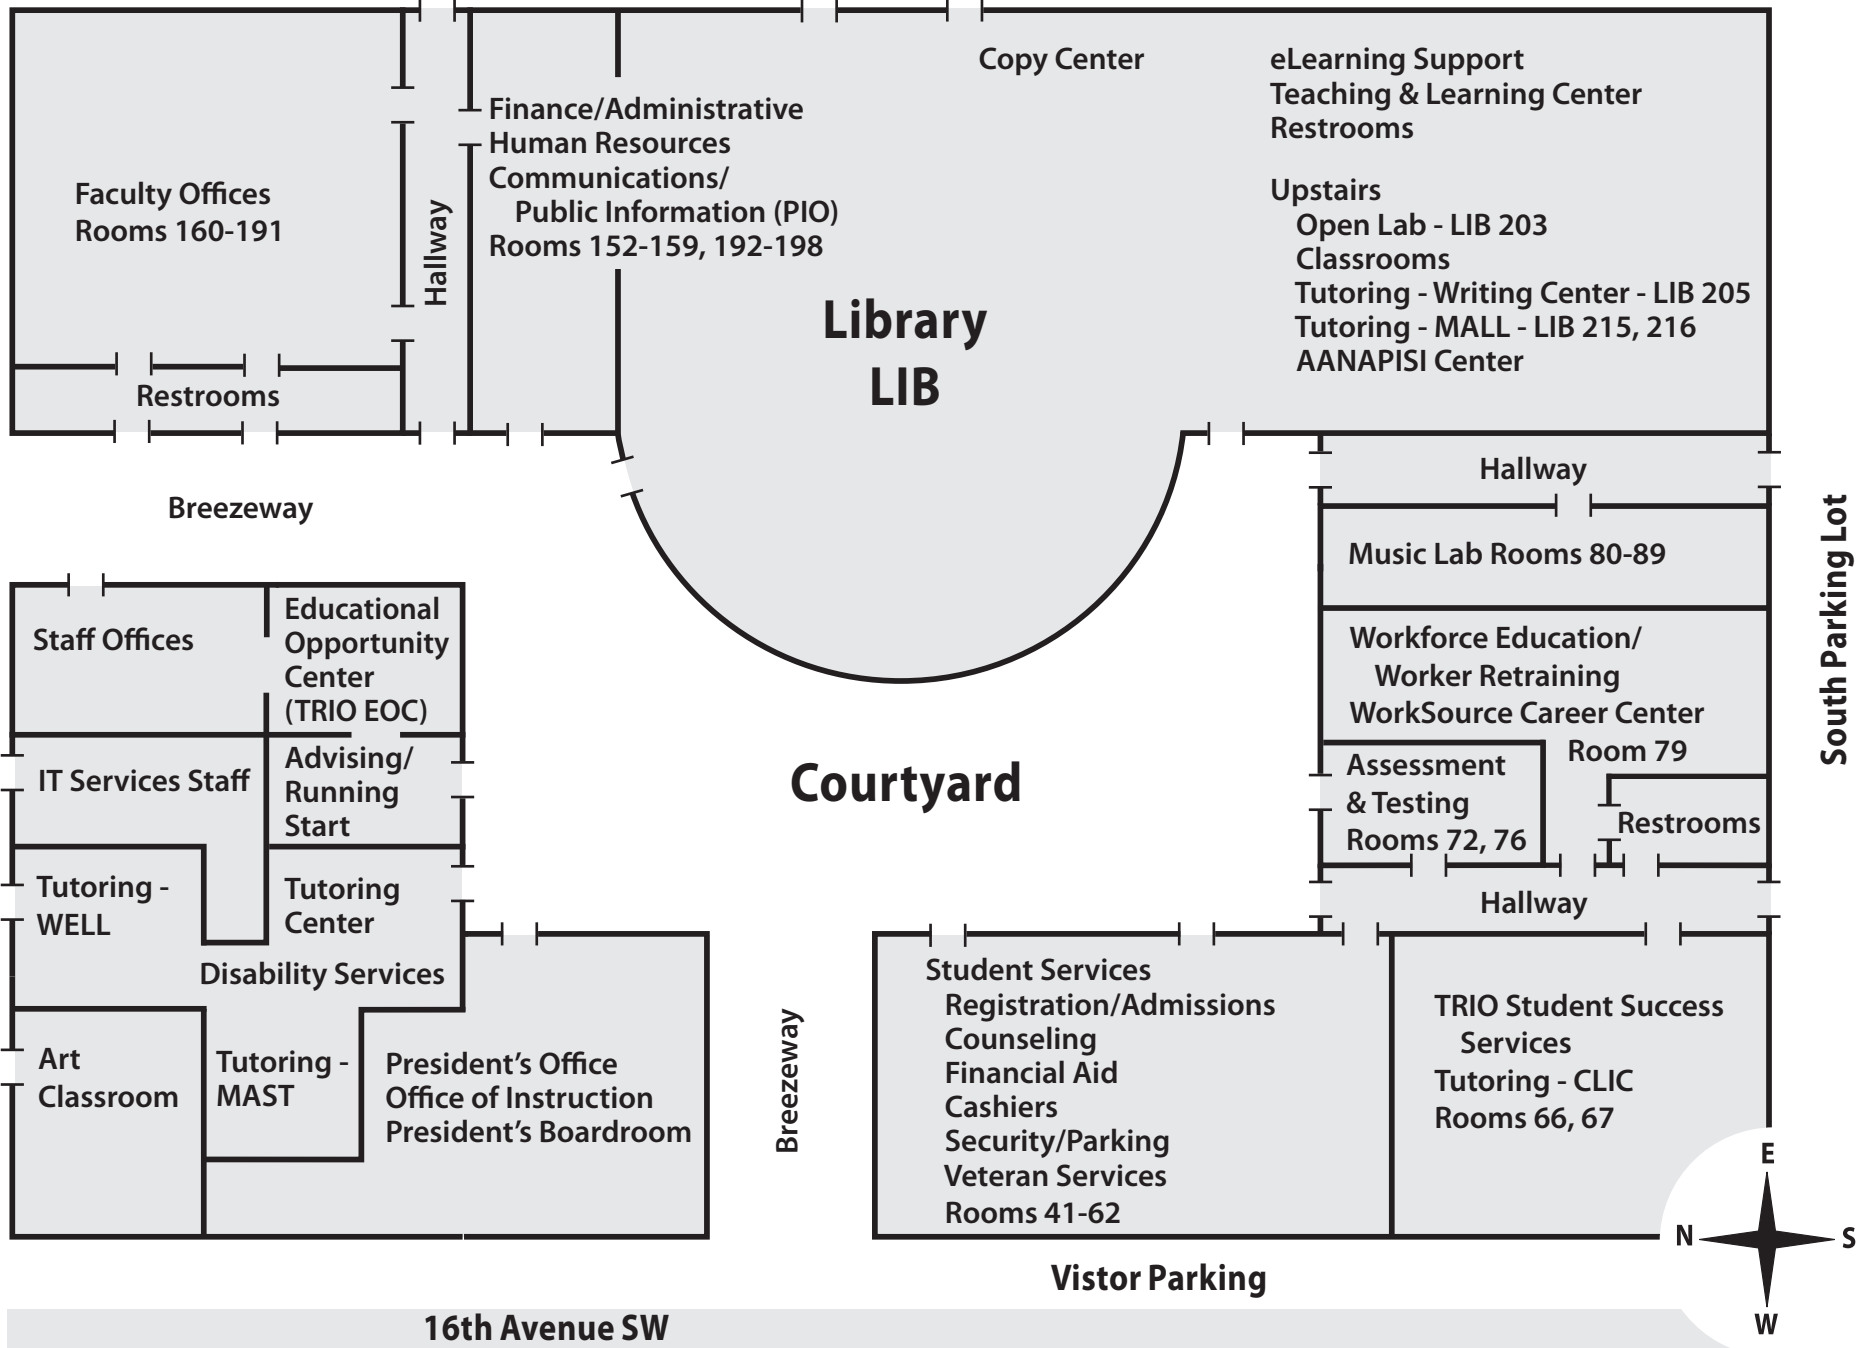 Copy Center
eLearning Support
Teaching & Learning Center
Restrooms
Upstairs
Open Lab - LIB 203
Classrooms
Tutoring - Writing Center - LIB 205
Tutoring - MALL - LIB 215, 216
AANAPISI Center
Finance/Administrative
Human Resources
Communications/
Public Information (PIO)
Rooms 152-159, 192-198
Faculty Offices
Rooms 160-191
Hallway
Library
LIB
Restrooms
Breezeway
Hallway
Music Lab Rooms 80-89
South Parking Lot
Staff Offices
Educational
Opportunity
Center
(TRIO EOC)
Workforce Education/
Worker Retraining
WorkSource Career Center
Room 79
IT Services Staff
Advising/
Running
Start
Courtyard
Assessment
& Testing
Rooms 72, 76
Restrooms
Tutoring -
WELL
Tutoring
Center
Hallway
Disability Services
Art
Classroom
Tutoring -
MAST
President's Office
Office of Instruction
President's Boardroom
Breezeway
Student Services
Registration/Admissions
Counseling
Financial Aid
Cashiers
Security/Parking
Veteran Services
Rooms 41-62
TRIO Student Success
Services
Tutoring - CLIC
Rooms 66, 67
E
N
S
W
Vistor Parking
16th Avenue SW